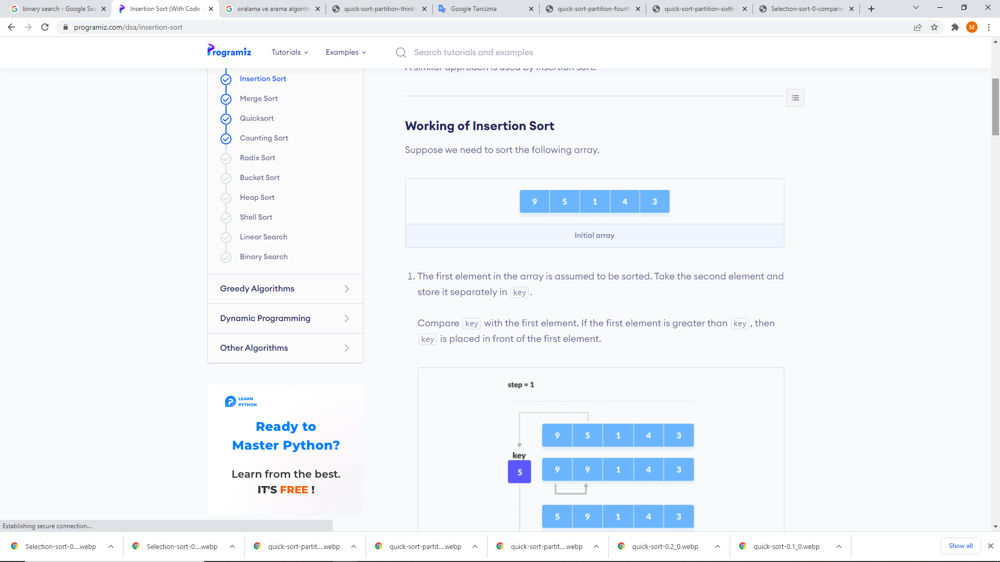 binary search - Google Sea
Insertion Sort (With Code i
sıralama ve arama algoritm
quick-sort-partition-third-s
Google Tərcümə
quick-sort-partition-fourth
quick-sort-partition-sixth-s
Selection-sort-0-comparisi
programiz.com/dsa/insertion-sort
M
Programiz
Tutorials
Examples
Search tutorials and examples
A similar approach is used by insertion sort.
Insertion Sort
Merge Sort
Quicksort
Counting Sort
Radix Sort
Bucket Sort
Heap Sort
Shell Sort
Linear Search
Binary Search
Greedy Algorithms
Dynamic Programming
Other Algorithms
LEARN
PYTHON
Ready to
Master Python?
Learn from the best.
IT'S FREE !
Working of Insertion Sort
Suppose we need to sort the following array.
9 5 1 4 3
Initial array
1. The first element in the array is assumed to be sorted. Take the second element and
store it separately in key.
Compare key with the first element. If the first element is greater than key, then
key is placed in front of the first element.
step = 1
9 5 1 4 3
key
5
9 9 1 4 3
5 9 1 4 3
Establishing secure connection...
Selection-sort-0....webp
Selection-sort-0....webp
quick-sort-partit....webp
quick-sort-partit....webp
quick-sort-partit....webp
quick-sort-0.2_0.webp
quick-sort-0.1_0.webp
Show all